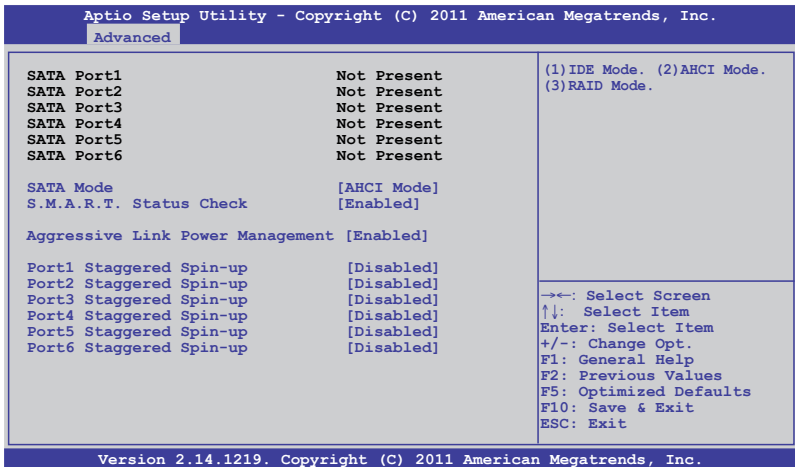 Aptio Setup Utility - Copyright (C) 2011 American Megatrends, Inc.
Advanced
SATA Port1 Not Present
SATA Port2 Not Present
SATA Port3 Not Present
SATA Port4 Not Present
SATA Port5 Not Present
SATA Port6 Not Present
SATA Mode [AHCI Mode]
S.M.A.R.T. Status Check [Enabled]
Aggressive Link Power Management [Enabled]
Port1 Staggered Spin-up [Disabled]
Port2 Staggered Spin-up [Disabled]
Port3 Staggered Spin-up [Disabled]
Port4 Staggered Spin-up [Disabled]
Port5 Staggered Spin-up [Disabled]
Port6 Staggered Spin-up [Disabled]
(1)IDE Mode. (2)AHCI Mode.
(3)RAID Mode.
→←: Select Screen
↑↓: Select Item
Enter: Select Item
+/-: Change Opt.
F1: General Help
F2: Previous Values
F5: Optimized Defaults
F10: Save & Exit
ESC: Exit
Version 2.14.1219. Copyright (C) 2011 American Megatrends, Inc.